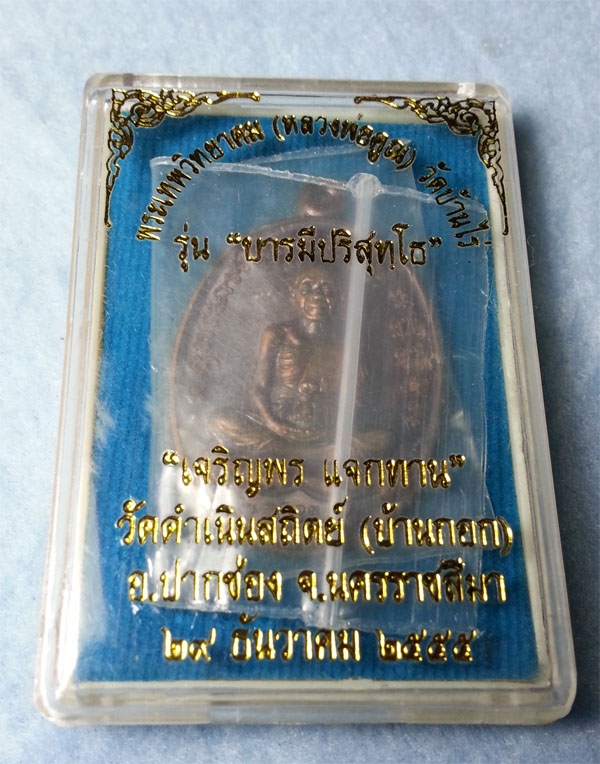 พระเทพวิทยาคม (หลวงพ่อคูณ) วัดบ้านไร่
รุ่น “บารมีปริสุทฺโธ”
“เจริญพร แจกทาน”
วัดดำเนินสถิตย์ (บ้านกอก)
อ.ปากช่อง จ.นครราชสีมา
๒๙ ธันวาคม ๒๕๕๕